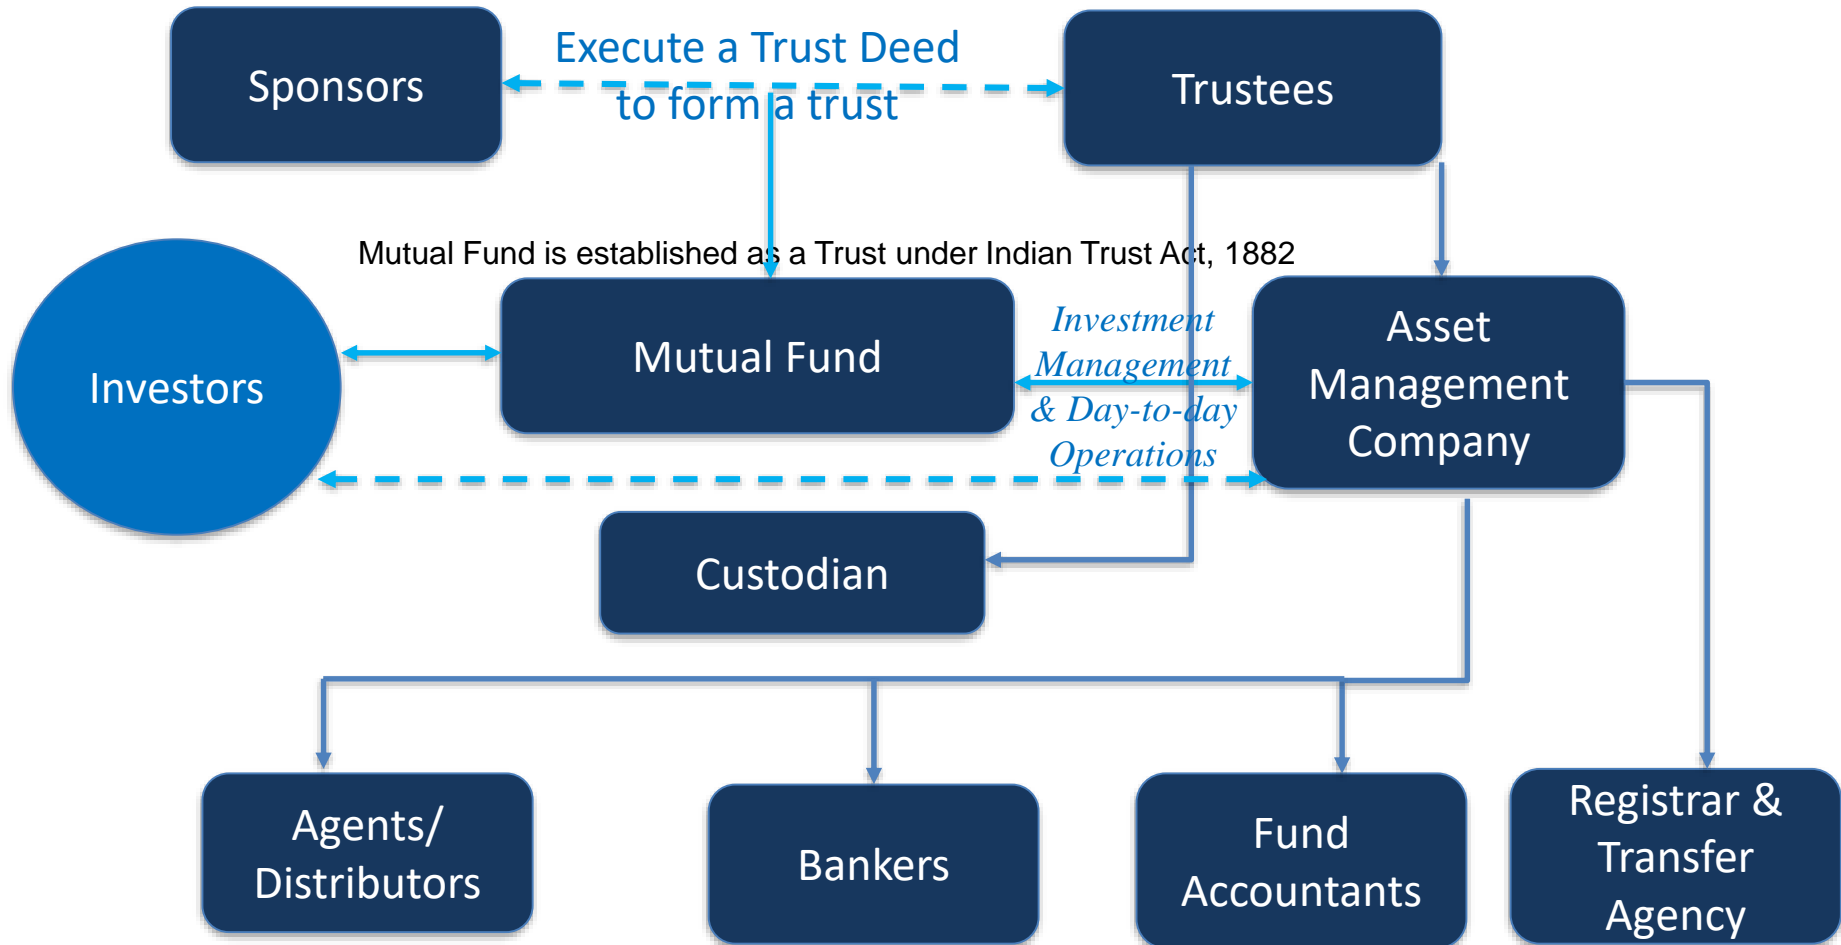 Sponsors
Execute a Trust Deed
to form a trust
Trustees
Mutual Fund is established as a Trust under Indian Trust Act, 1882
Investors
Mutual Fund
Investment
Management
& Day-to-day
Operations
Asset
Management
Company
Custodian
Agents/
Distributors
Bankers
Fund
Accountants
Registrar &
Transfer
Agency